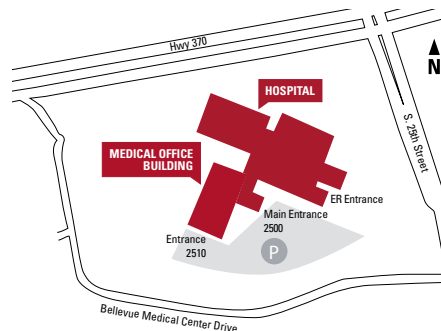 Hwy 370
N
HOSPITAL
S. 25th Street
MEDICAL OFFICE
BUILDING
ER Entrance
Main Entrance
2500
Entrance
2510
P
Bellevue Medical Center Drive